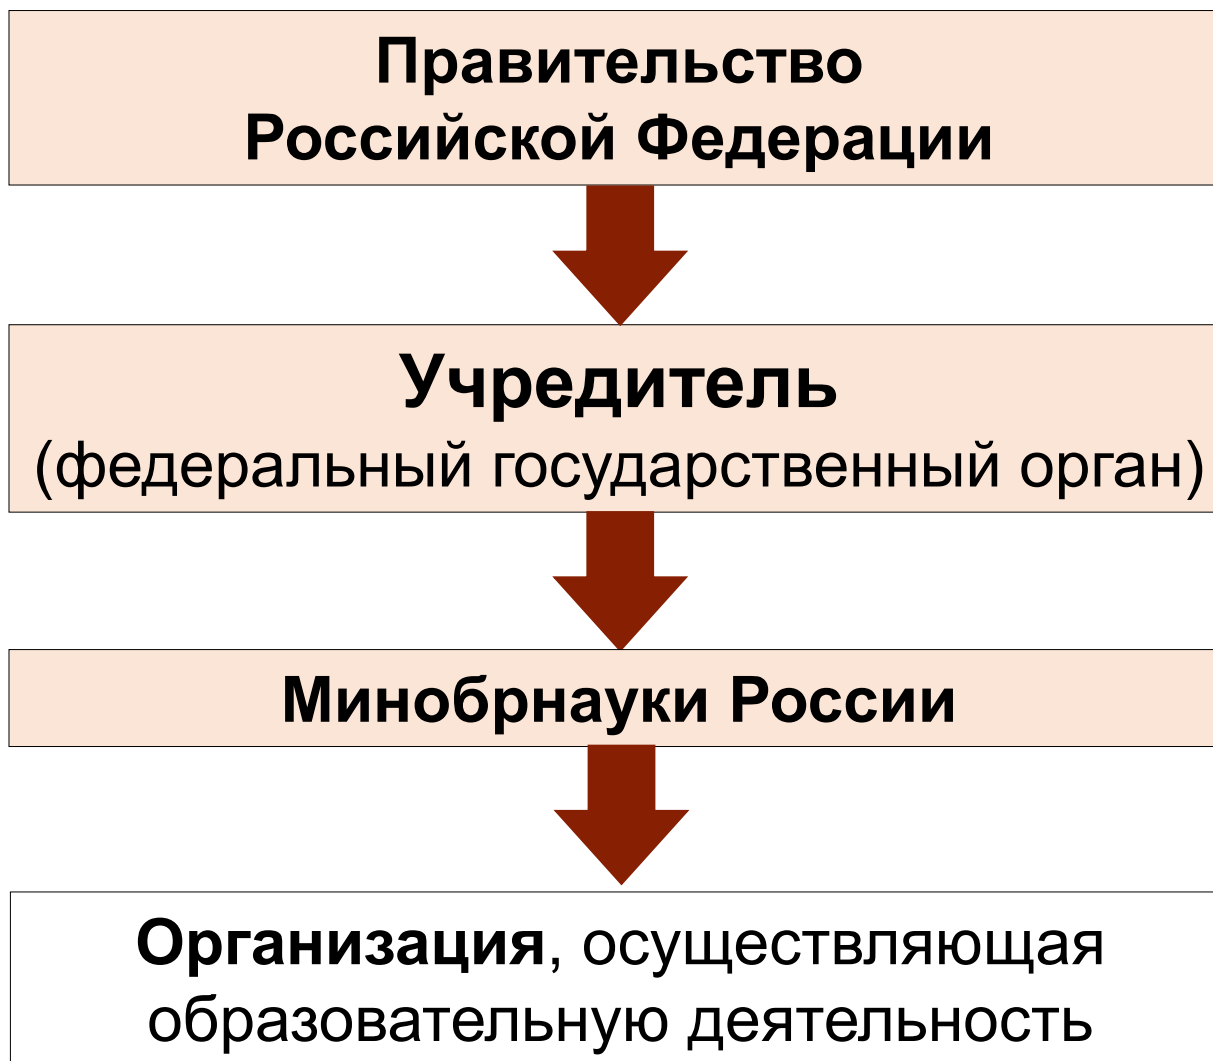 Правительство
Российской Федерации
Учредитель
(федеральный государственный орган)
Минобрнауки России
Организация, осуществляющая
образовательную деятельность